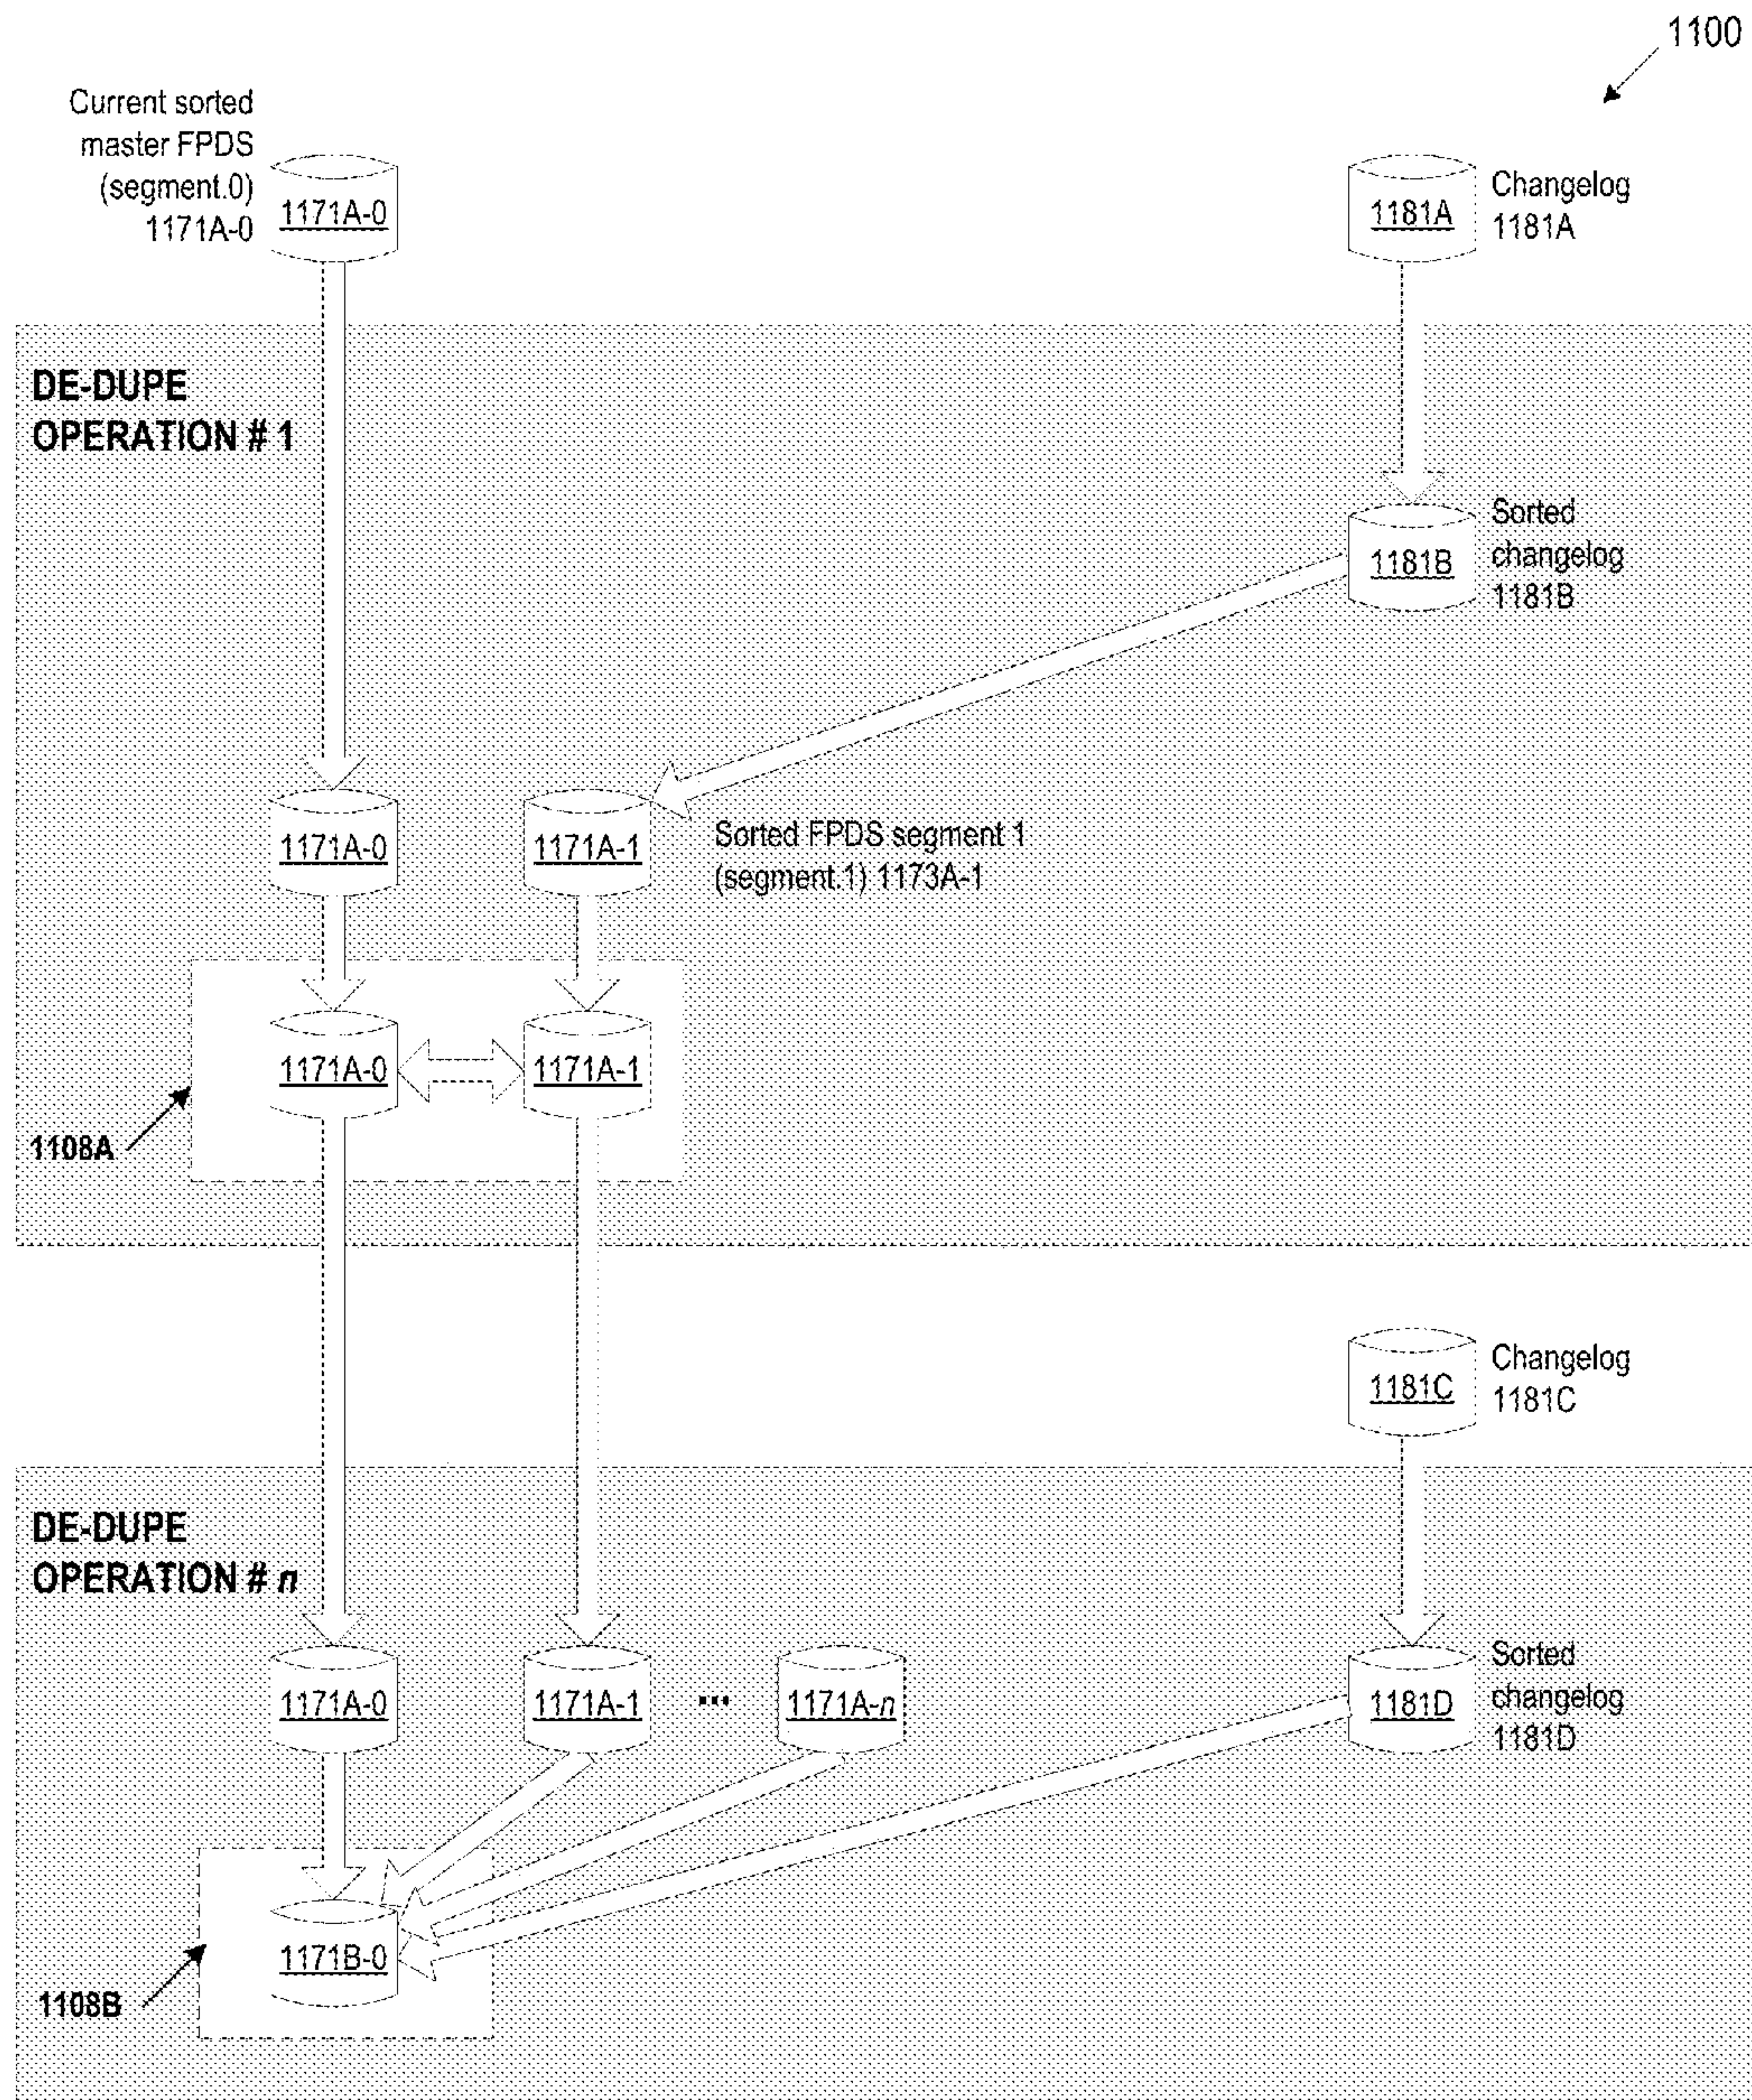 1100
Current sorted
master FPDS
(segment.0)
1171A-0
1171A-0
1181A
Changelog
1181A
DE-DUPE
OPERATION # 1
1181B
Sorted
changelog
1181B
1171A-0
1171A-1
Sorted FPDS segment 1
(segment.1) 1173A-1
1171A-0
1171A-1
1108A
1181C
Changelog
1181C
DE-DUPE
OPERATION # n
1171A-0
1171A-1
...
1171A-n
1181D
Sorted
changelog
1181D
1171B-0
1108B